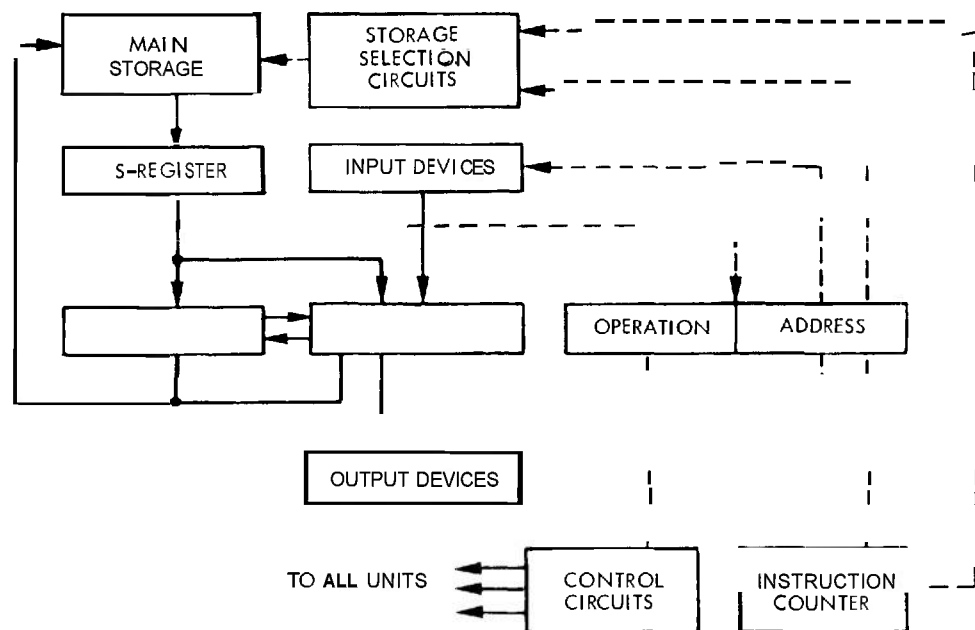 MAIN
STORAGE
STORAGE
SELECTION
CIRCUITS
S-REGISTER
INPUT DEVICES
OPERATION
ADDRESS
OUTPUT DEVICES
TO ALL UNITS
CONTROL
CIRCUITS
INSTRUCTION
COUNTER